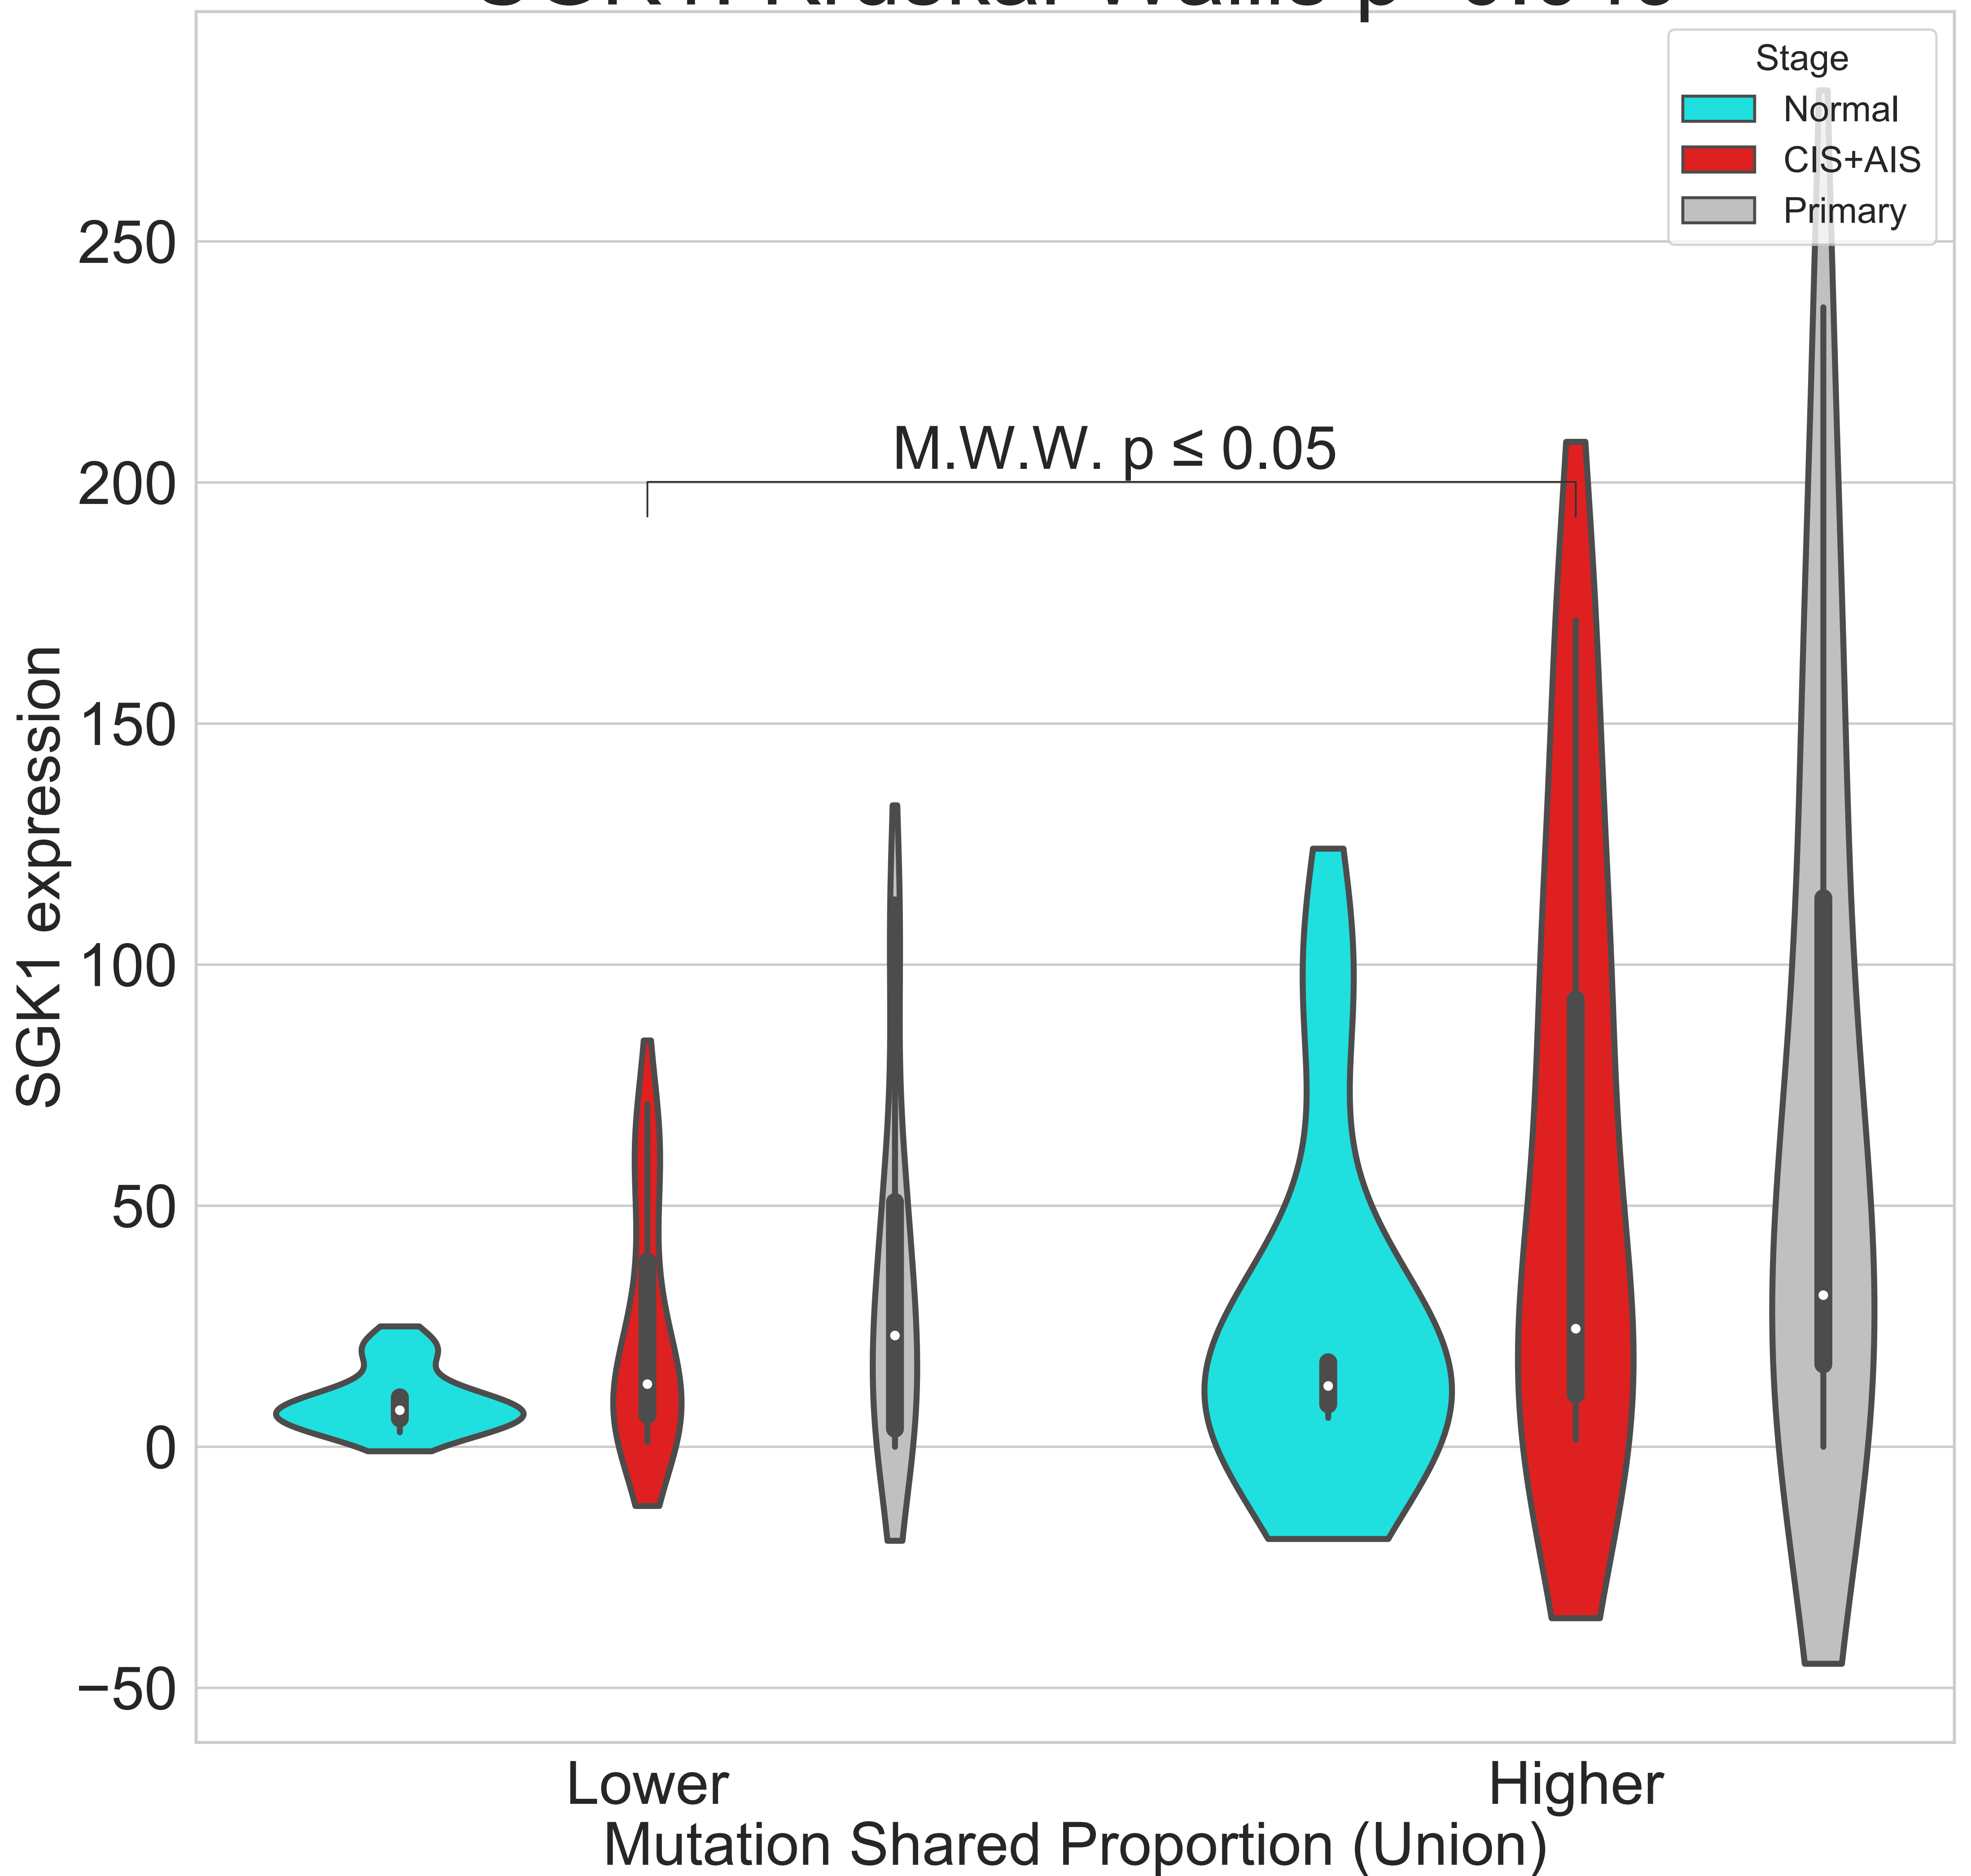 Stage
Normal
CIS+AIS
Primary
M.W.W. p ≤ 0.05
SGK1 expression
250
200
150
100
50
0
−50
Lower
Higher
Mutation Shared Proportion (Union)